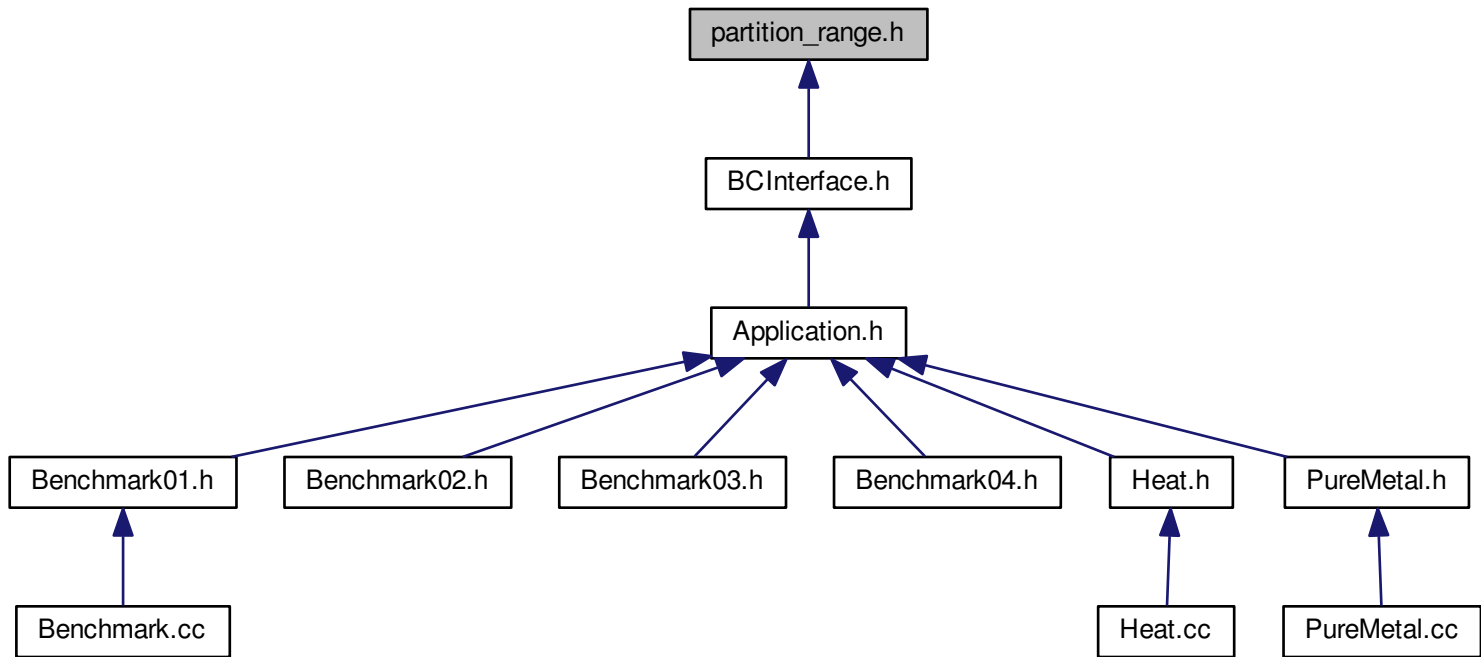 partition_range.h
BCInterface.h
Application.h
Benchmark01.h
Benchmark02.h
Benchmark03.h
Benchmark04.h
Heat.h
PureMetal.h
Benchmark.cc
Heat.cc
PureMetal.cc